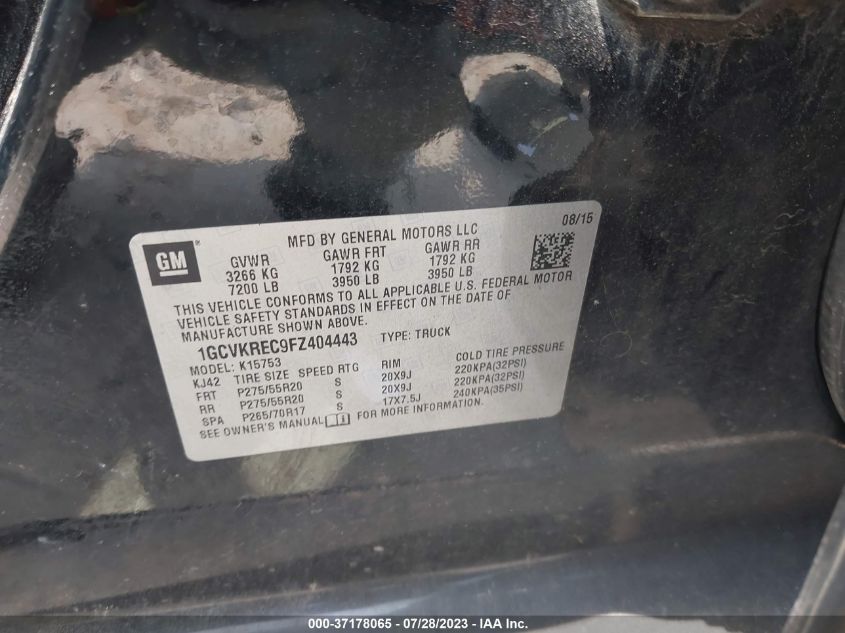 GM ®
MFD BY GENERAL MOTORS LLC
08/15
GVWR GAWR FRT GAWR RR
3266 KG 1792 KG 1792 KG
7200 LB 3950 LB 3950 LB
THIS VEHICLE CONFORMS TO ALL APPLICABLE U.S. FEDERAL MOTOR
VEHICLE SAFETY STANDARDS IN EFFECT ON THE DATE OF
MANUFACTURE SHOWN ABOVE.
1GCVKREC9FZ404443 TYPE: TRUCK
MODEL: K15753
KJ42 TIRE SIZE SPEED RTG RIM COLD TIRE PRESSURE
FRT P275/55R20 S 20X9J 220KPA(32PSI)
RR P275/55R20 S 20X9J 220KPA(32PSI)
SPA P265/70R17 S 17X7.5J 240KPA(35PSI)
SEE OWNER'S MANUAL FOR MORE INFORMATION.
000-37178065 / 07/28/2023 - IAA Inc.